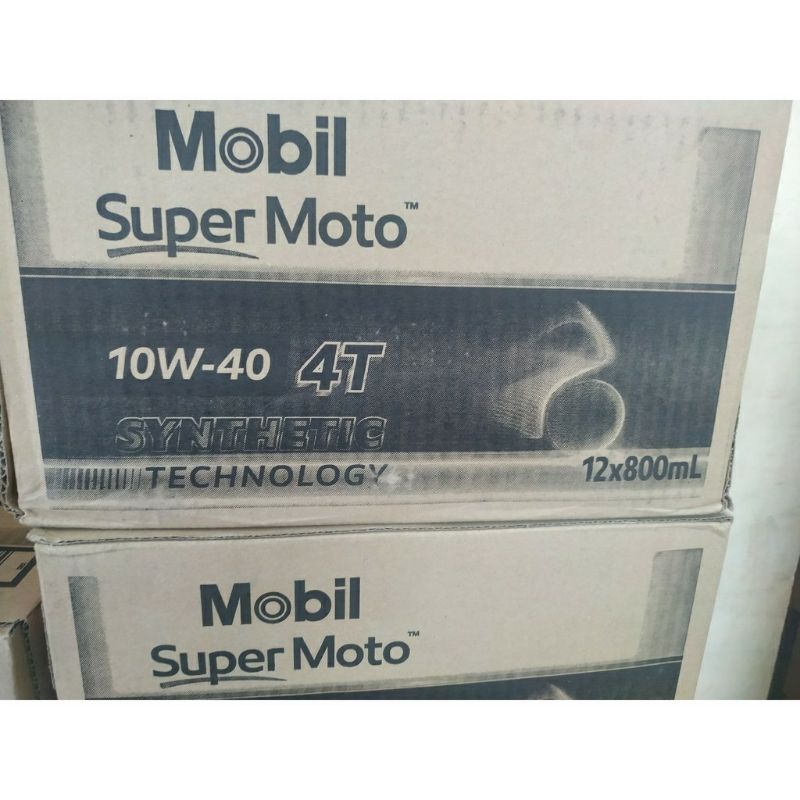 Mobil
Super Moto™
10W-40 4T
SYNTHETIC
TECHNOLOGY
12x800mL
Mobil
Super Moto™